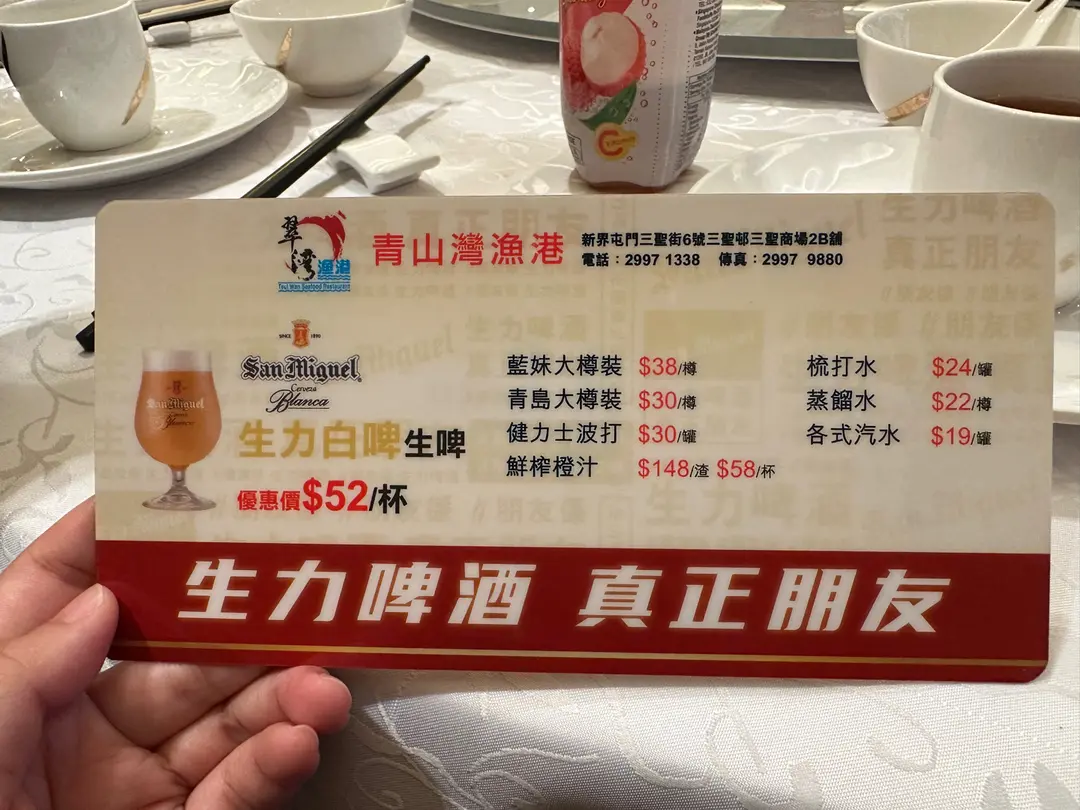 翠灣漁港
Tsui Wan Seafood Restaurant
青山灣漁港
新界屯門三聖街6號三聖邨三聖商場2B舖
電話：2997 1338 傳真：2997 9880
SINCE 1890
San Miguel
Cerveza
Blanca
San Miguel
生力白啤生啤
優惠價$52/杯
藍妹大樽裝 $38/樽
青島大樽裝 $30/樽
健力士波打 $30/罐
鮮榨橙汁 $148/渣 $58/杯
梳打水 $24/罐
蒸餾水 $22/樽
各式汽水 $19/罐
生力啤酒 真正朋友